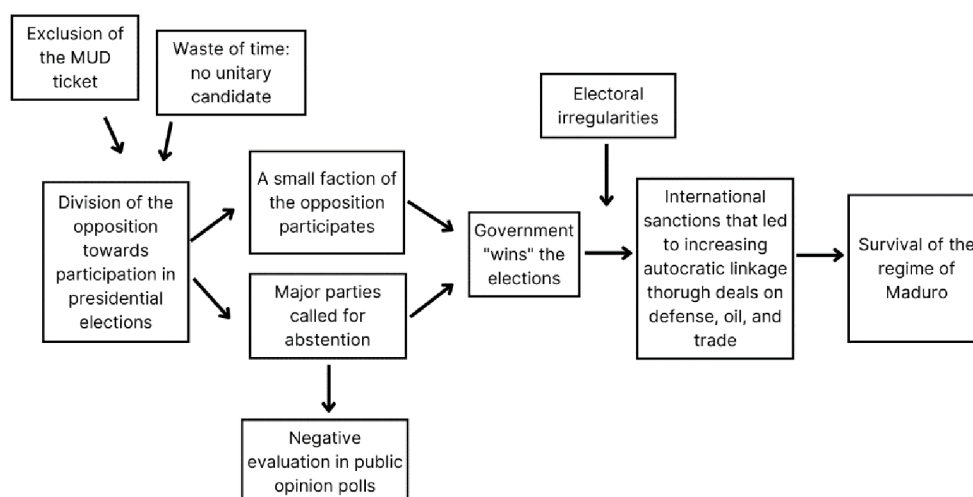 Exclusion of
the MUD
ticket
Waste of time:
no unitary
candidate
Electoral
irregularities
Division of the
opposition
towards
participation in
presidential
elections
A small faction of
the opposition
participates
Major parties
called for
abstention
Negative
evaluation in public
opinion polls
Government
"wins" the
elections
International
sanctions that led
to increasing
autocratic linkage
thorugh deals on
defense, oil, and
trade
Survival of the
regime of
Maduro